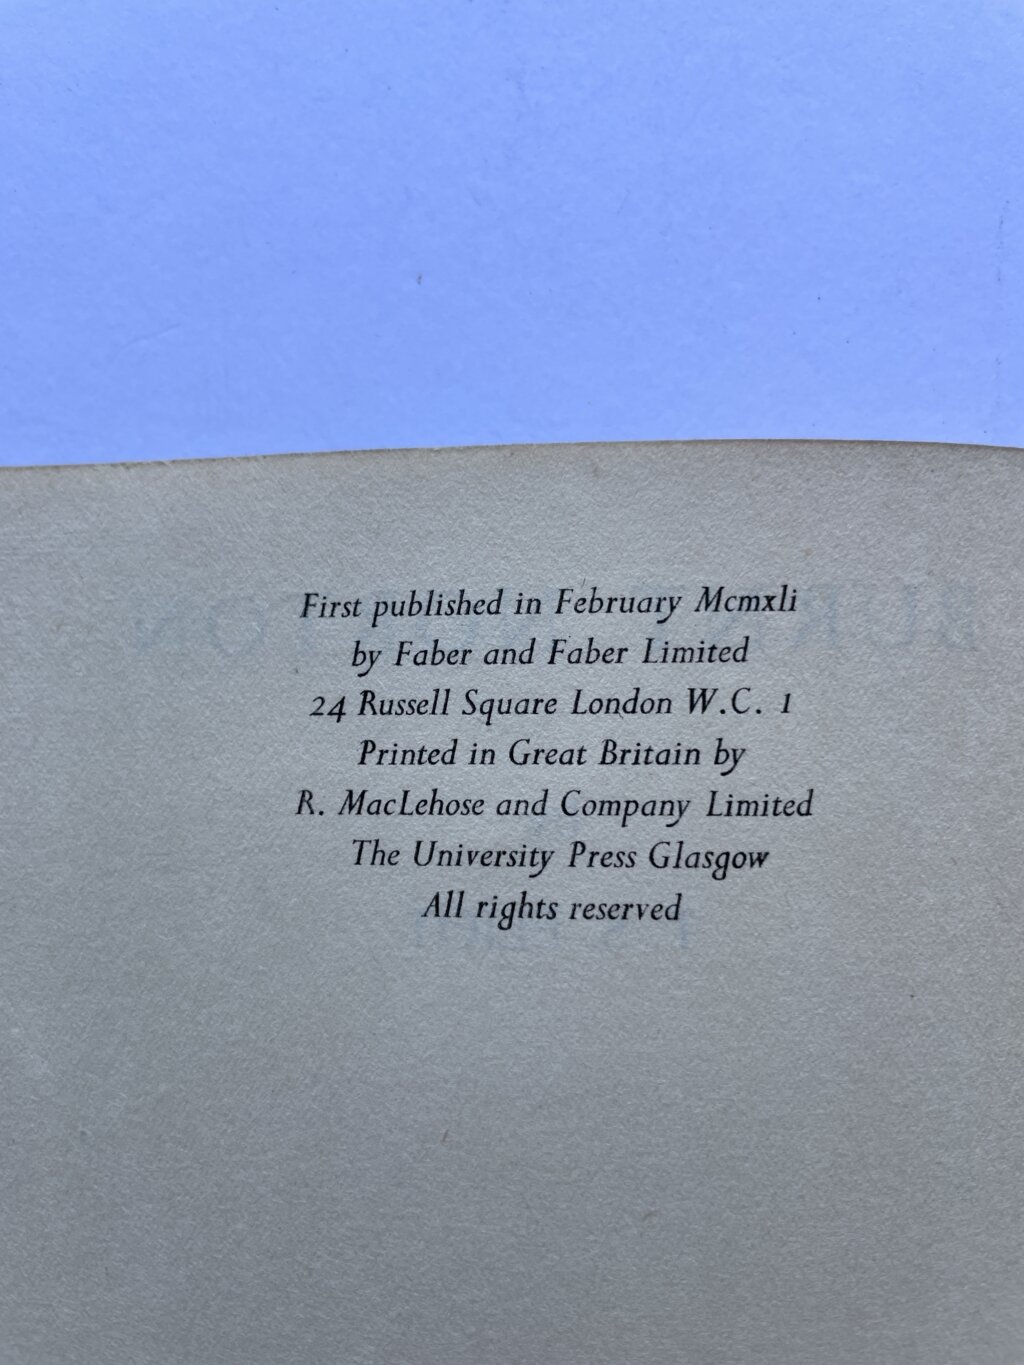 First published in February Mcmxli
by Faber and Faber Limited
24 Russell Square London W.C. 1
Printed in Great Britain by
R. MacLehose and Company Limited
The University Press Glasgow
All rights reserved